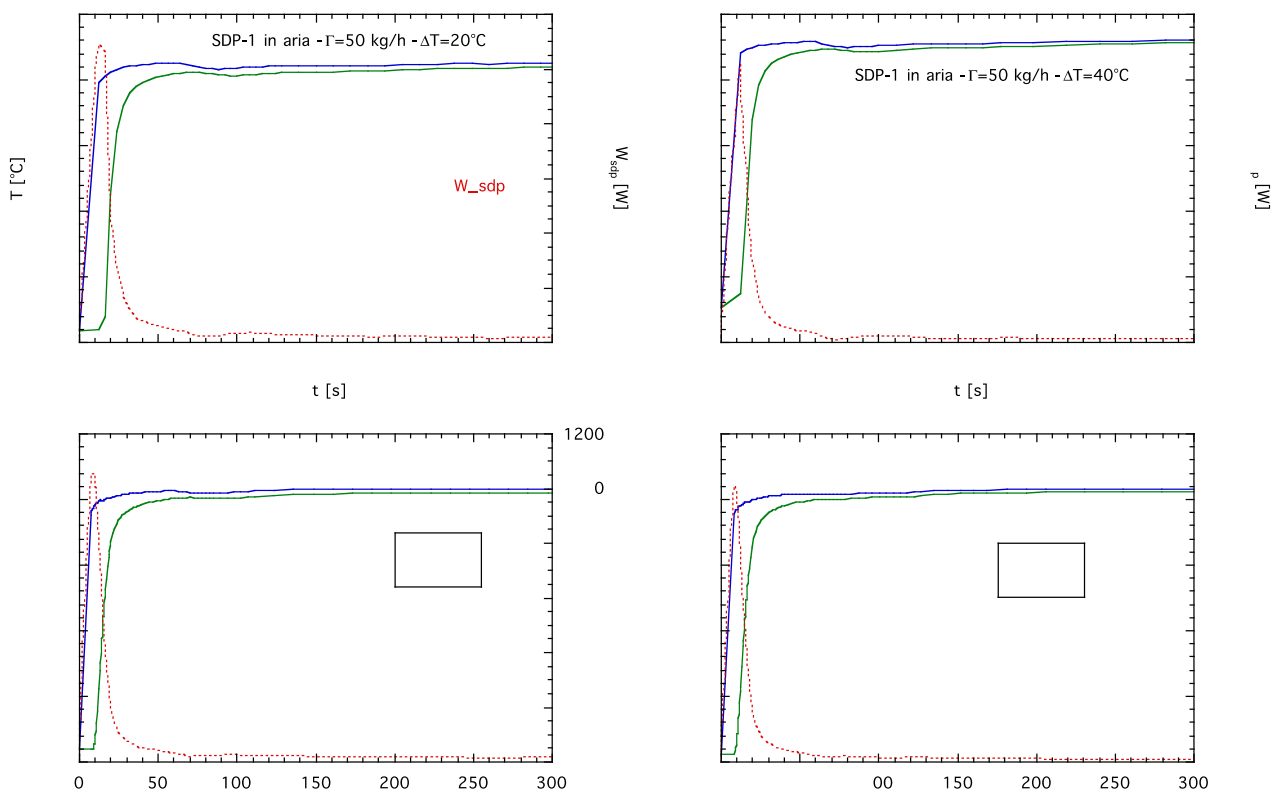 SDP-1 in aria -Γ=50 kg/h -ΔT=20°C
T [°C]
W_sdp
Wsdp [W]
t [s]
SDP-1 in aria -Γ=50 kg/h -ΔT=40°C
p [W]
t [s]
1200
0
0 50 100 150 200 250 300
00 150 200 250 300